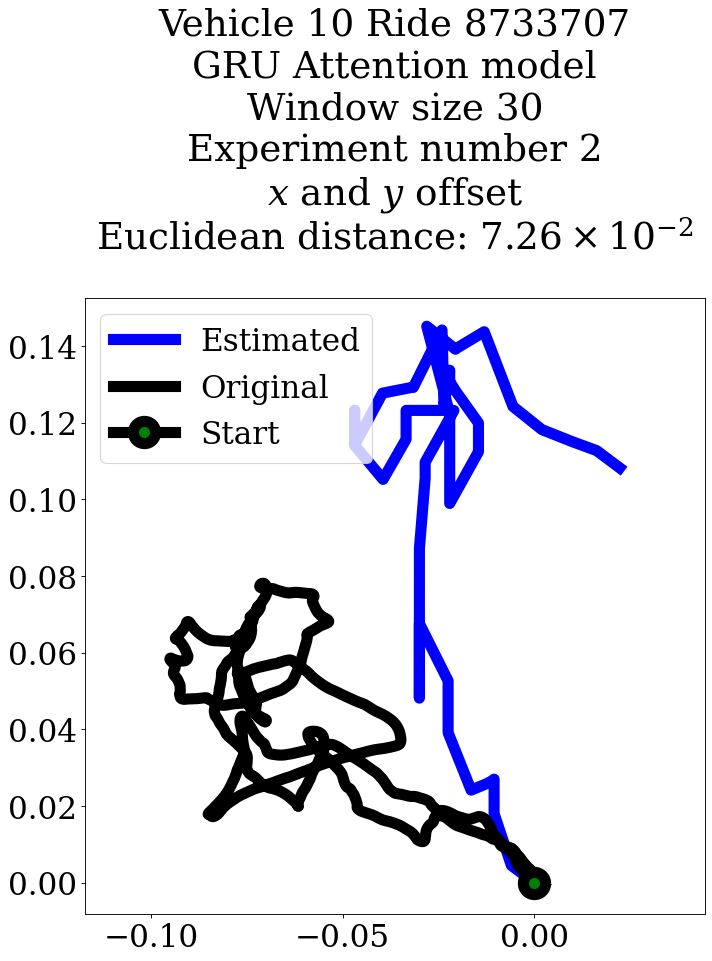 Vehicle 10 Ride 8733707
GRU Attention model
Window size 30
Experiment number 2
x and y offset
Euclidean distance: 7.26 × 10⁻²
Estimated
Original
Start
0.14
0.12
0.10
0.08
0.06
0.04
0.02
0.00
−0.10
−0.05
0.00